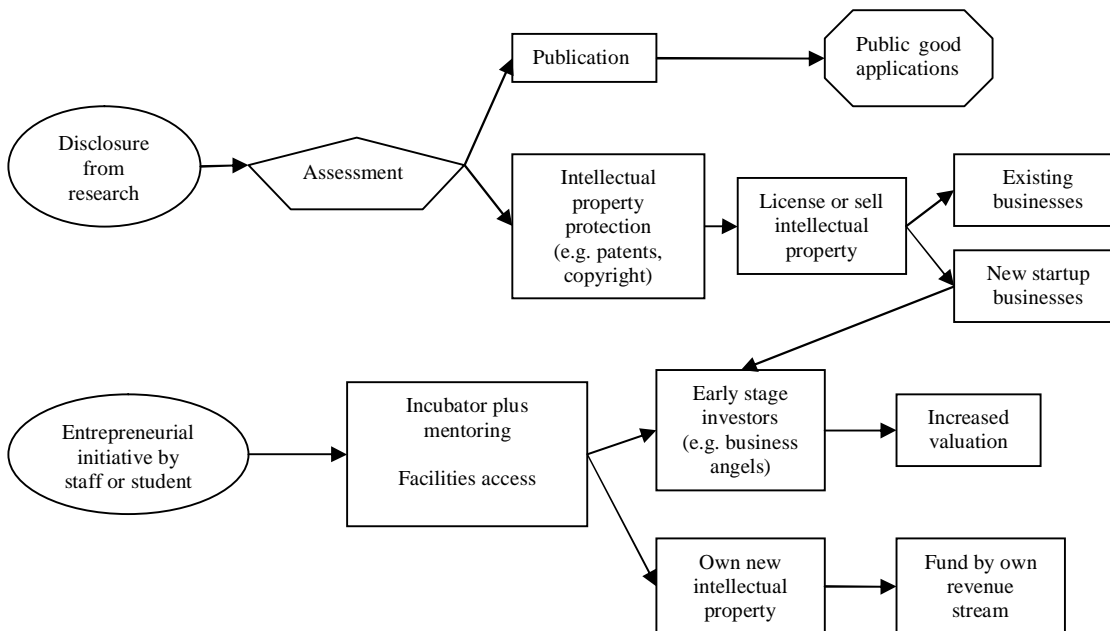 Publication
Public good
applications
Disclosure
from
research
Assessment
Intellectual
property
protection
(e.g. patents,
copyright)
License or sell
intellectual
property
Existing
businesses
New startup
businesses
Entrepreneurial
initiative by
staff or student
Incubator plus
mentoring
Facilities access
Early stage
investors
(e.g. business
angels)
Increased
valuation
Own new
intellectual
property
Fund by own
revenue
stream